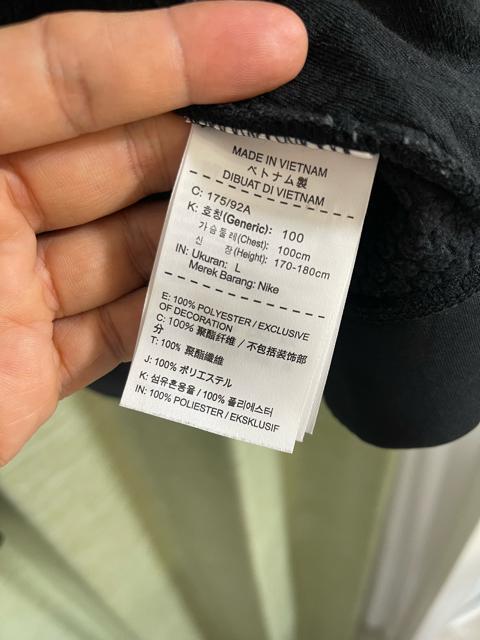 MADE IN VIETNAM
ベトナム製
DIBUAT DI VIETNAM
C: 175/92A
K: 호칭(Generic): 100
가슴둘레(Chest): 100cm
신 장(Height): 170-180cm
IN: Ukuran: L
Merek Barang: Nike
E: 100% POLYESTER / EXCLUSIVE
OF DECORATION
C: 100% 聚酯纤维 / 不包括装饰部
分
T: 100% 聚酯纖維
J: 100% ポリエステル
K: 섬유혼용율 / 100% 폴리에스터
IN: 100% POLIESTER / EKSKLUSIF